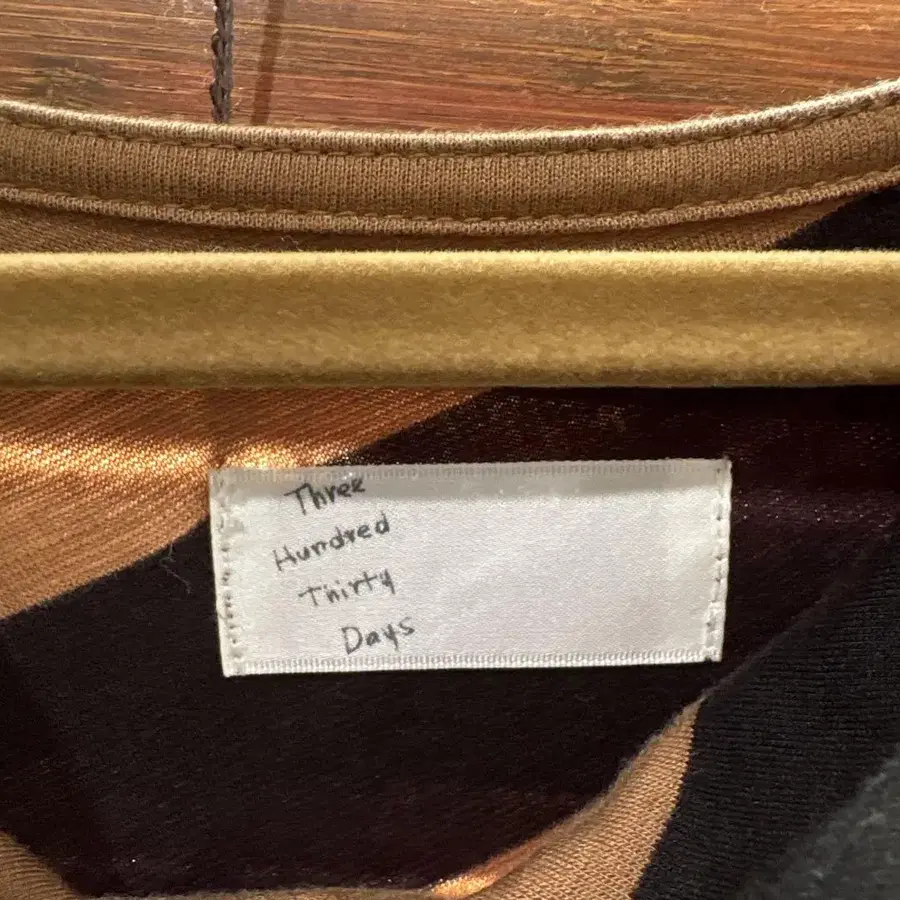 Three
Hundred
Thirty
Days